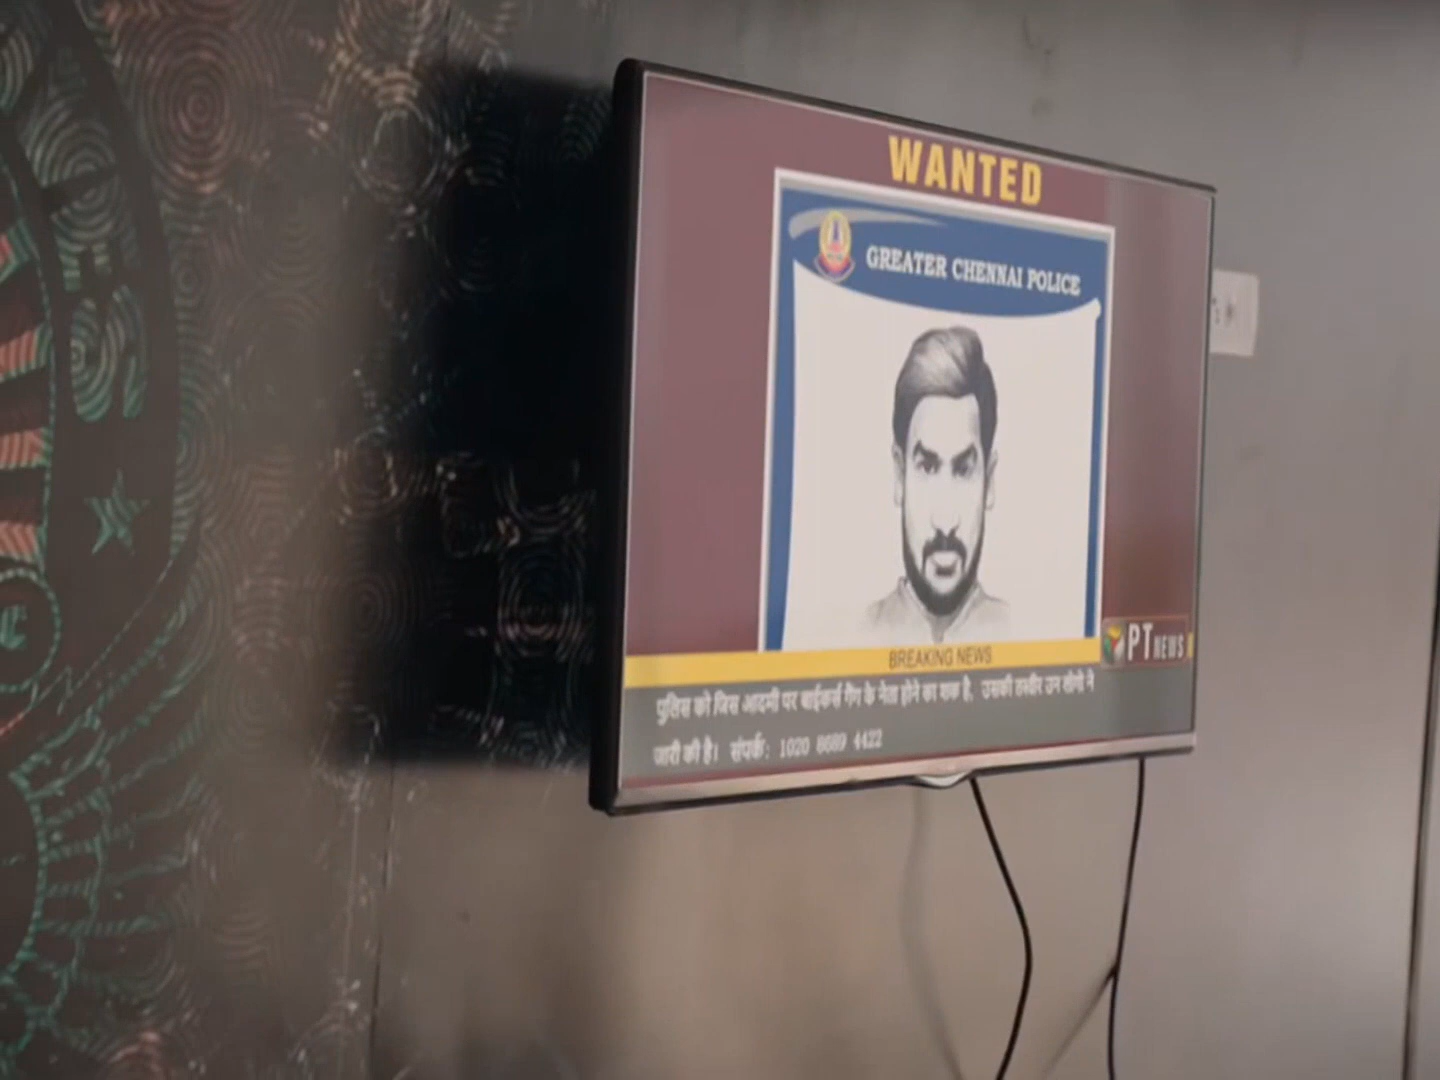 WANTED
GREATER CHENNAI POLICE
BREAKING NEWS
PT NEWS
पुलिस को जिस आदमी पर बाईकर्स गैंग के नेता होने का शक है, उसकी तस्वीर उन लोगो ने
जारी की है। संपर्क: 1020 8689 4422